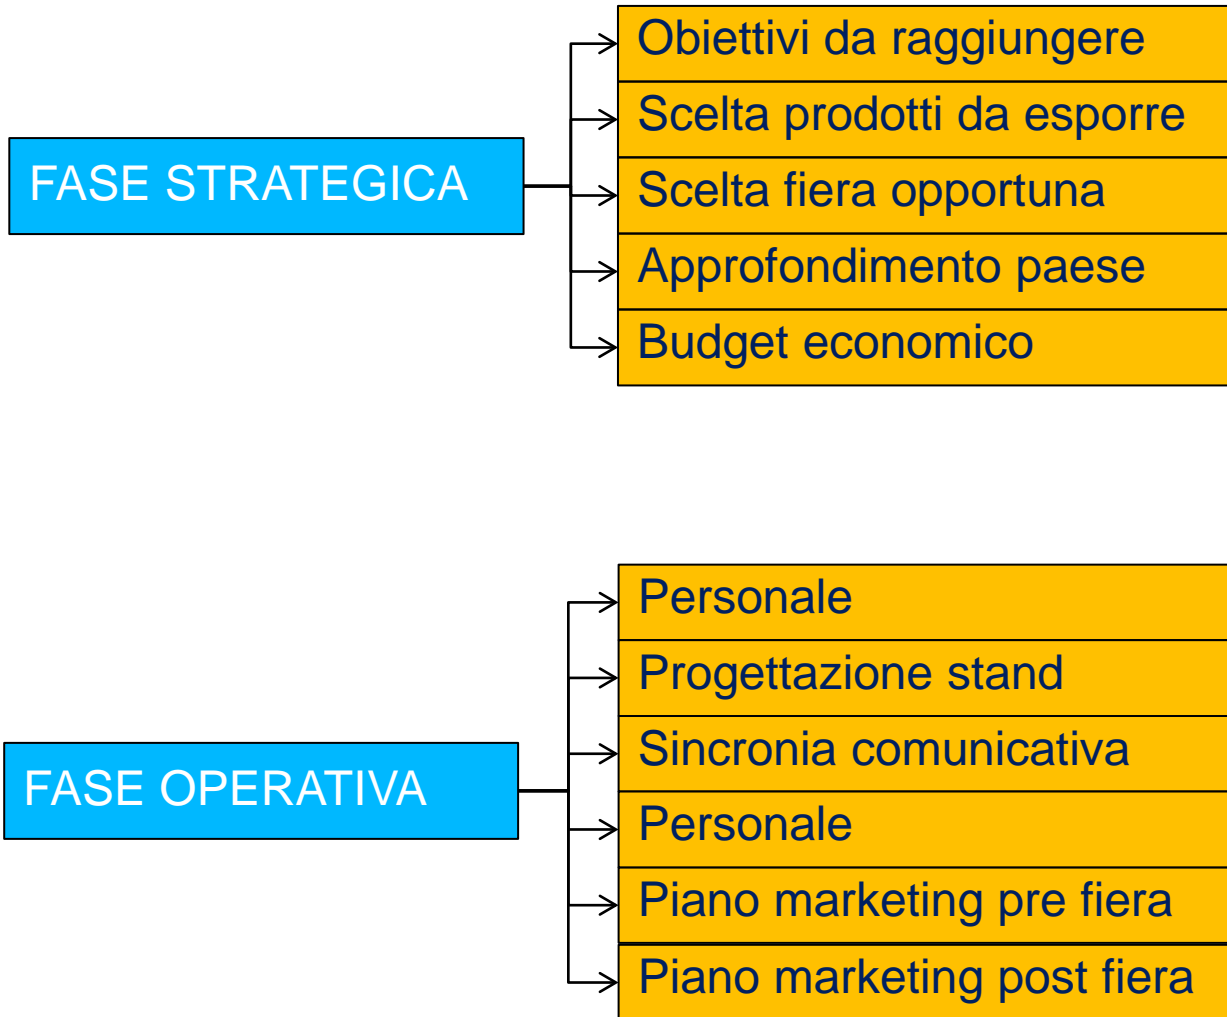 Obiettivi da raggiungere
Scelta prodotti da esporre
FASE STRATEGICA
Scelta fiera opportuna
Approfondimento paese
Budget economico
Personale
Progettazione stand
Sincronia comunicativa
FASE OPERATIVA
Personale
Piano marketing pre fiera
Piano marketing post fiera